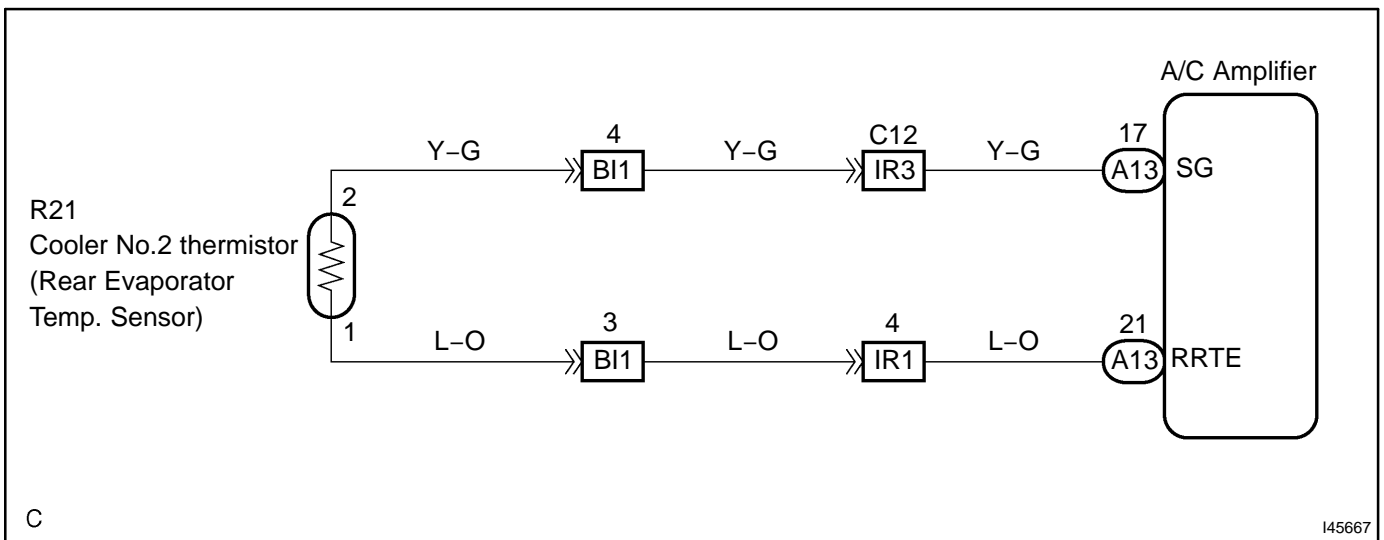 A/C Amplifier
Y−G
4
BI1
Y−G
C12
IR3
Y−G
17
A13
SG
R21
Cooler No.2 thermistor
(Rear Evaporator
Temp. Sensor)
2
1
L−O
3
BI1
L−O
4
IR1
L−O
21
A13
RRTE
C
I45667